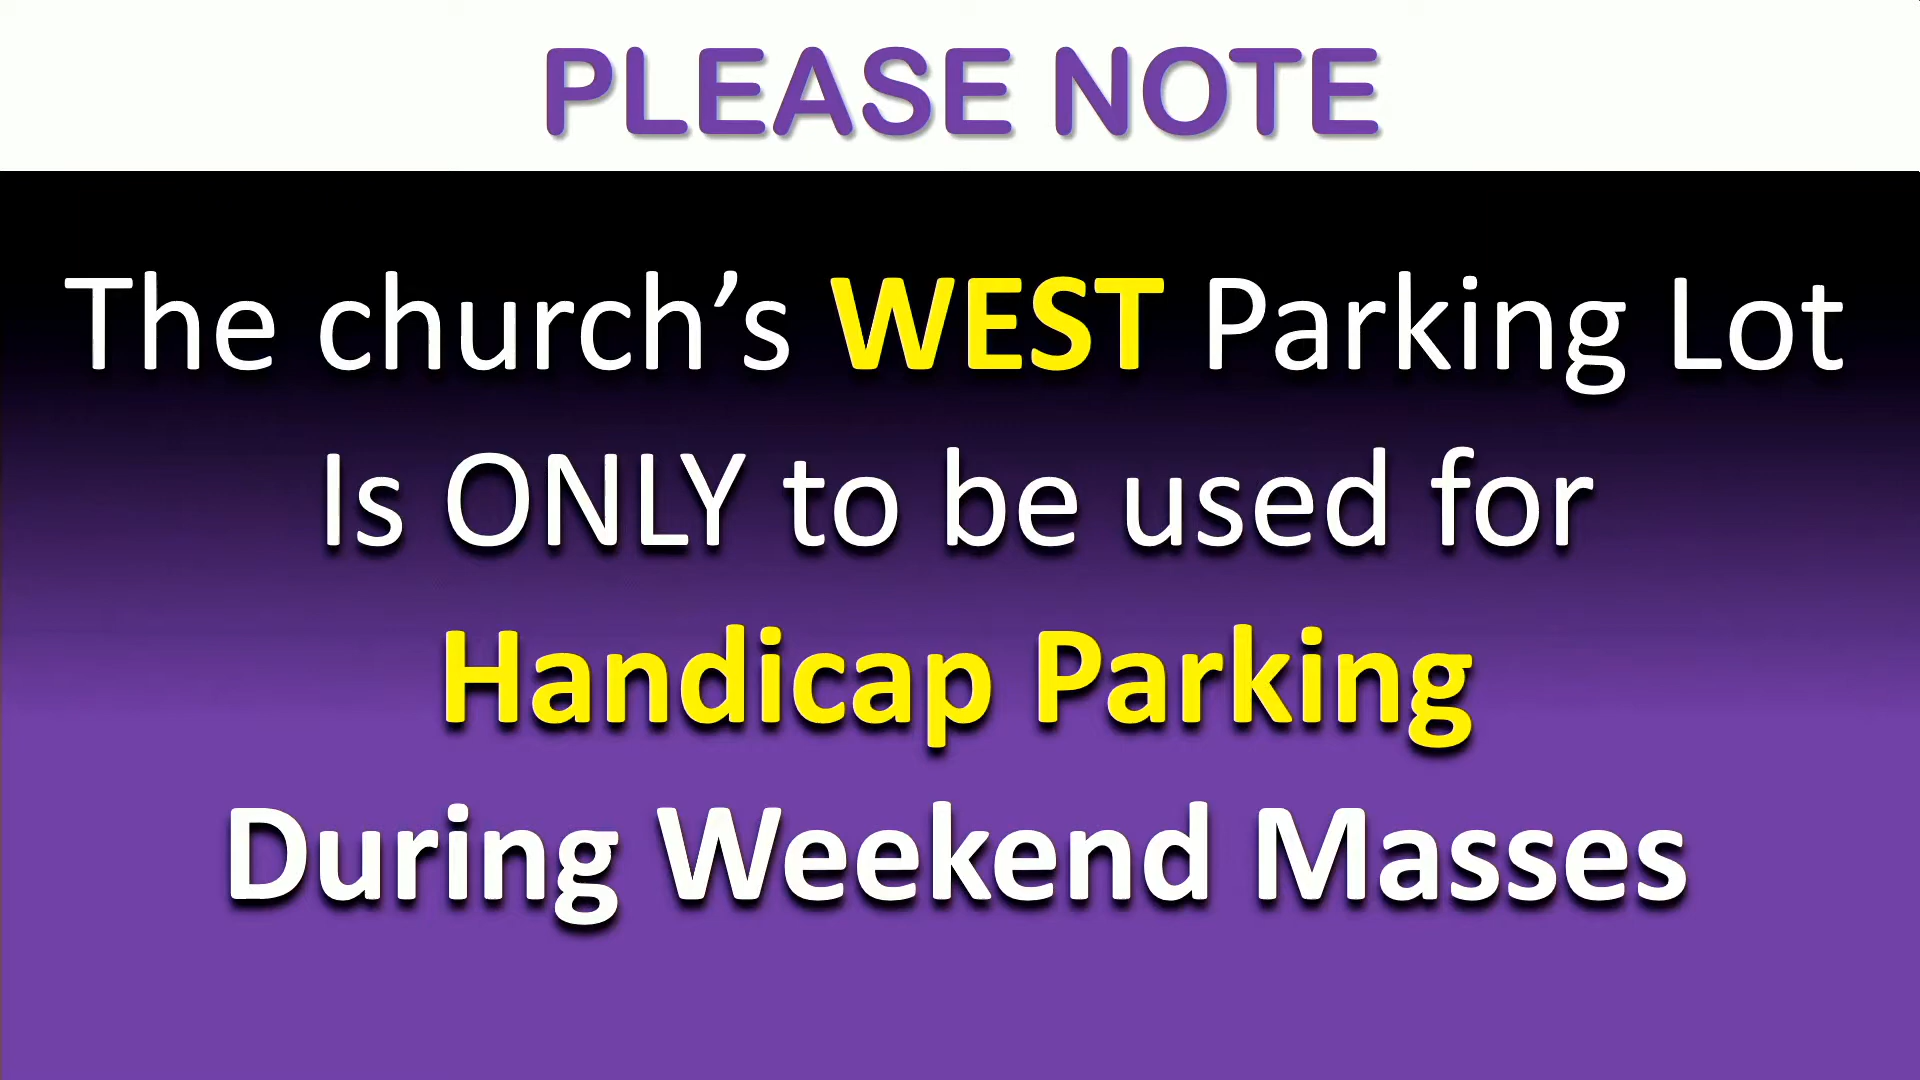 PLEASE NOTE
The church’s WEST Parking Lot
Is ONLY to be used for
Handicap Parking
During Weekend Masses